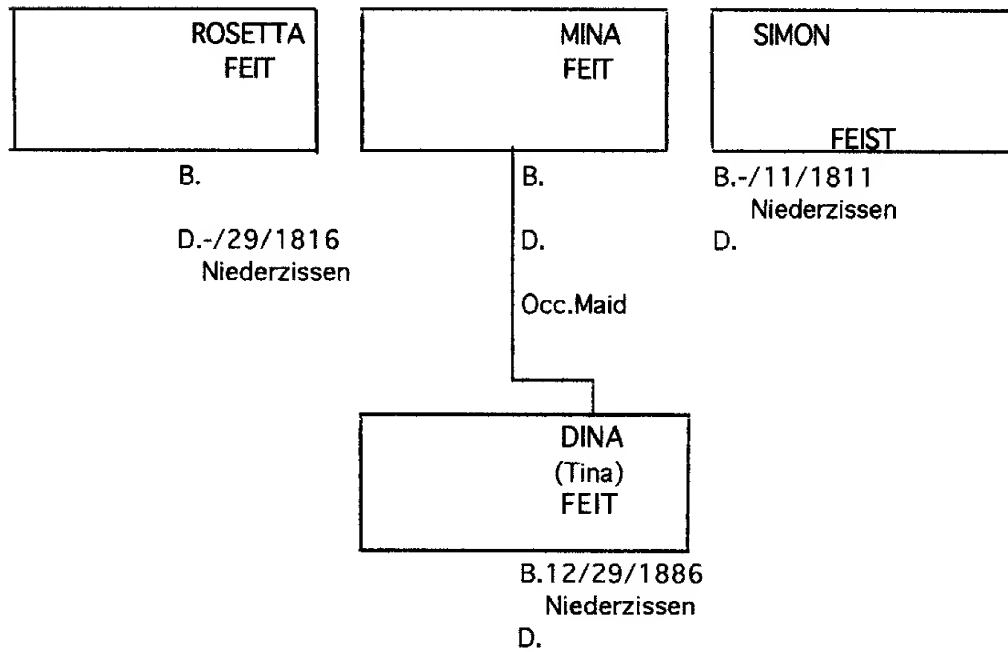 ROSETTA
FEIT
B.
D.-/29/1816
Niederzissen
MINA
FEIT
B.
D.
Occ.Maid
SIMON
FEIST
B.-/11/1811
Niederzissen
D.
DINA
(Tina)
FEIT
B.12/29/1886
Niederzissen
D.